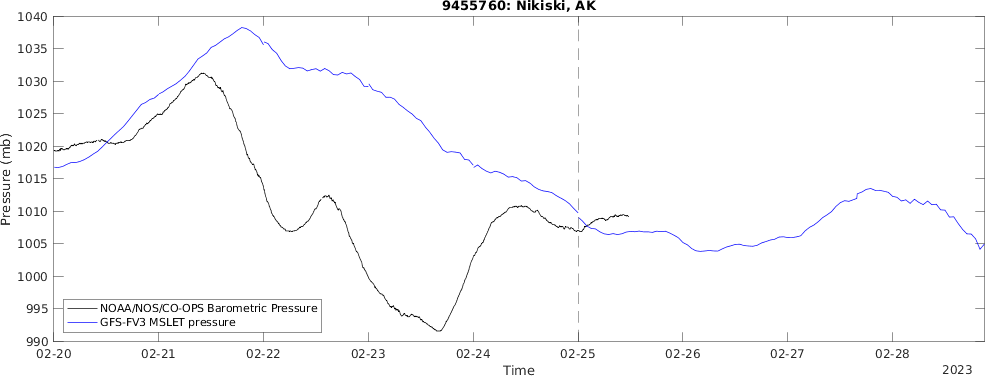 9455760: Nikiski, AK
1040
1035
1030
1025
1020
1015
1010
1005
1000
995
990
Pressure (mb)
NOAA/NOS/CO-OPS Barometric Pressure
GFS-FV3 MSLET pressure
02-20 02-21 02-22 02-23 02-24 02-25 02-26 02-27 02-28
Time
2023